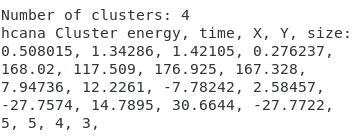 Number of clusters: 4
hcana Cluster energy, time, X, Y, size:
0.508015, 1.34286, 1.42105, 0.276237,
168.02, 117.509, 176.925, 167.328,
7.94736, 12.2261, -7.78242, 2.58457,
-27.7574, 14.7895, 30.6644, -27.7722,
5, 5, 4, 3,